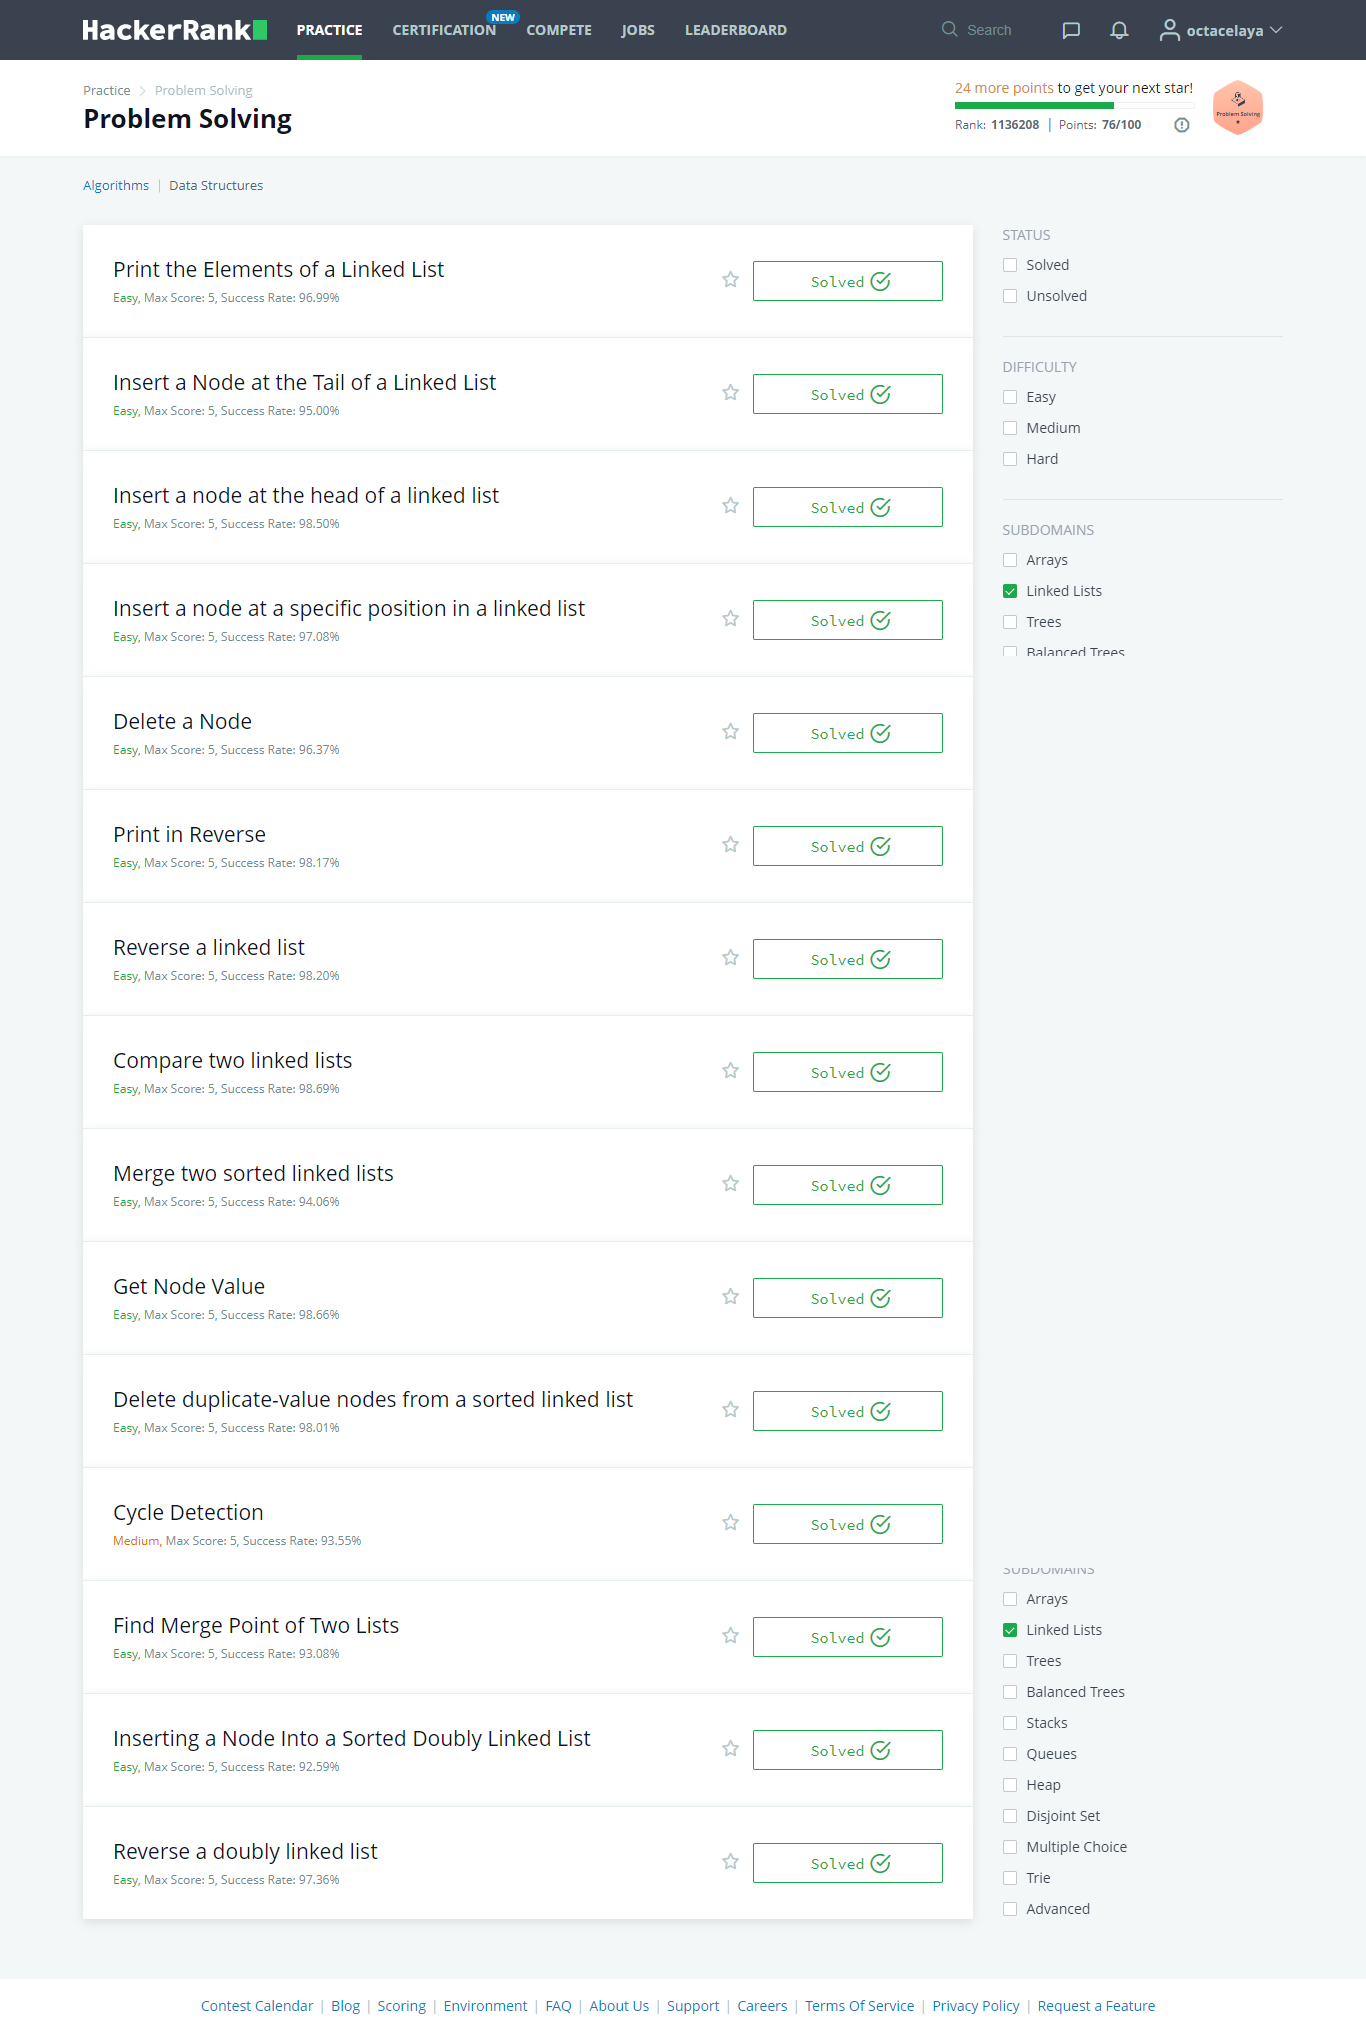 HackerRank
PRACTICE
CERTIFICATION
NEW
COMPETE
JOBS
LEADERBOARD
Search
octacelaya
Practice
Problem Solving
Problem Solving
24 more points to get your next star!
Rank: 1136208 | Points: 76/100
Problem Solving
Algorithms | Data Structures
Print the Elements of a Linked List
Easy, Max Score: 5, Success Rate: 96.99%
Solved
Insert a Node at the Tail of a Linked List
Easy, Max Score: 5, Success Rate: 95.00%
Solved
Insert a node at the head of a linked list
Easy, Max Score: 5, Success Rate: 98.50%
Solved
Insert a node at a specific position in a linked list
Easy, Max Score: 5, Success Rate: 97.08%
Solved
Delete a Node
Easy, Max Score: 5, Success Rate: 96.37%
Solved
Print in Reverse
Easy, Max Score: 5, Success Rate: 98.17%
Solved
Reverse a linked list
Easy, Max Score: 5, Success Rate: 98.20%
Solved
Compare two linked lists
Easy, Max Score: 5, Success Rate: 98.69%
Solved
Merge two sorted linked lists
Easy, Max Score: 5, Success Rate: 94.06%
Solved
Get Node Value
Easy, Max Score: 5, Success Rate: 98.66%
Solved
Delete duplicate-value nodes from a sorted linked list
Easy, Max Score: 5, Success Rate: 98.01%
Solved
Cycle Detection
Medium, Max Score: 5, Success Rate: 93.55%
Solved
Find Merge Point of Two Lists
Easy, Max Score: 5, Success Rate: 93.08%
Solved
Inserting a Node Into a Sorted Doubly Linked List
Easy, Max Score: 5, Success Rate: 92.59%
Solved
Reverse a doubly linked list
Easy, Max Score: 5, Success Rate: 97.36%
Solved
STATUS
Solved
Unsolved
DIFFICULTY
Easy
Medium
Hard
SUBDOMAINS
Arrays
Linked Lists
Trees
Balanced Trees
SUBDOMAINS
Arrays
Linked Lists
Trees
Balanced Trees
Stacks
Queues
Heap
Disjoint Set
Multiple Choice
Trie
Advanced
Contest Calendar | Blog | Scoring | Environment | FAQ | About Us | Support | Careers | Terms Of Service | Privacy Policy | Request a Feature